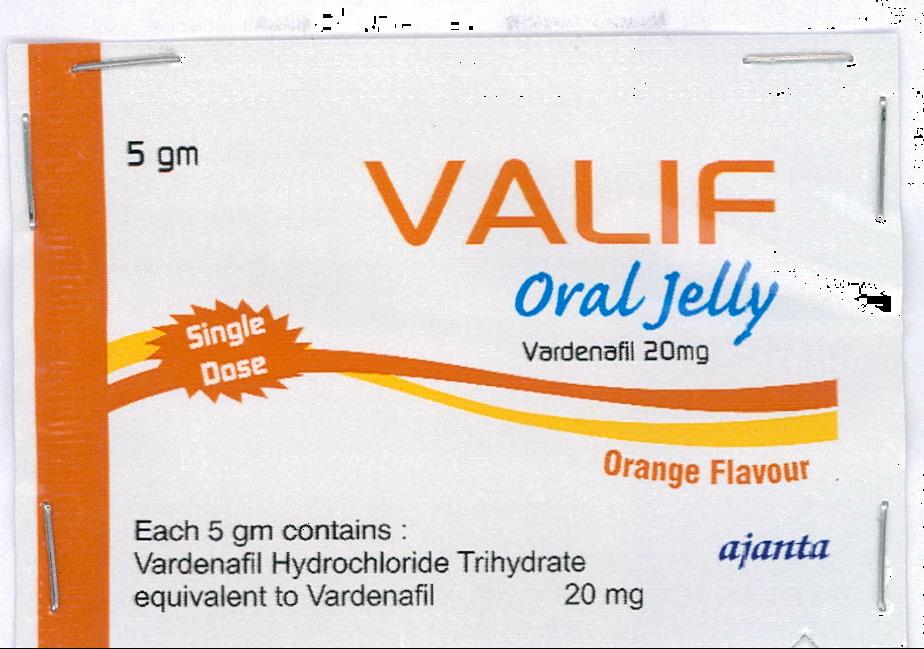 5 gm
VALIF
Oral Jelly
Vardenafil 20mg
Single
Dose
Orange Flavour
Each 5 gm contains :
Vardenafil Hydrochloride Trihydrate
equivalent to Vardenafil 20 mg
ajanta